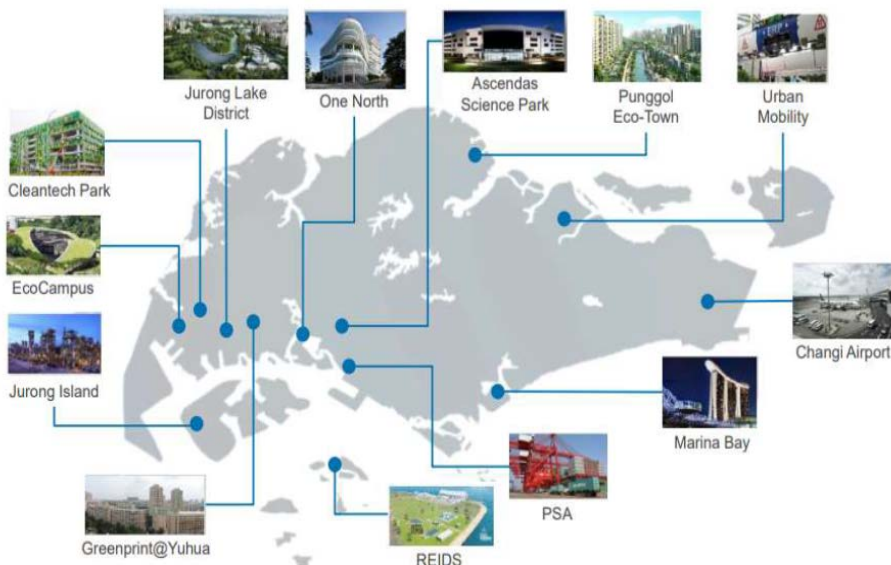 Jurong Lake
District
One North
Ascendas
Science Park
Punggol
Eco-Town
Urban
Mobility
Cleantech Park
EcoCampus
Jurong Island
Changi Airport
Marina Bay
PSA
REIDS
Greenprint@Yuhua